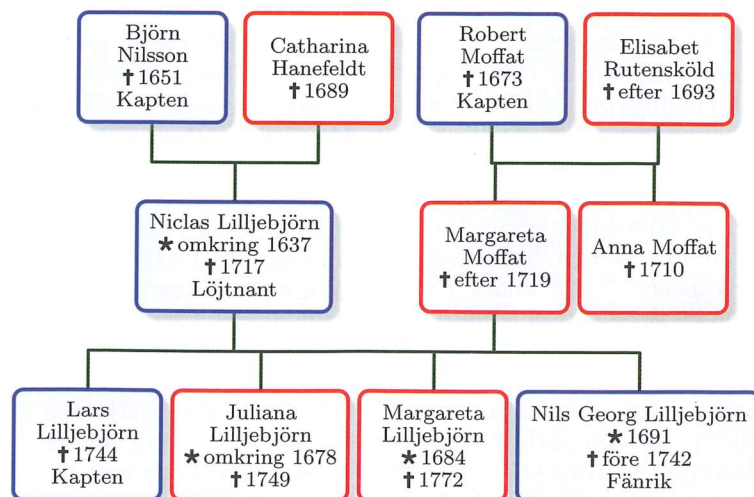 Björn
Nilsson
†1651
Kapten
Catharina
Hanefeldt
†1689
Robert
Moffat
†1673
Kapten
Elisabet
Rutensköld
†efter 1693
Niclas Lilljebjörn
★omkring 1637
†1717
Löjtnant
Margareta
Moffat
†efter 1719
Anna Moffat
†1710
Lars
Lilljebjörn
†1744
Kapten
Juliana
Lilljebjörn
★omkring 1678
†1749
Margareta
Lilljebjörn
★1684
†1772
Nils Georg Lilljebjörn
★1691
†före 1742
Fänrik